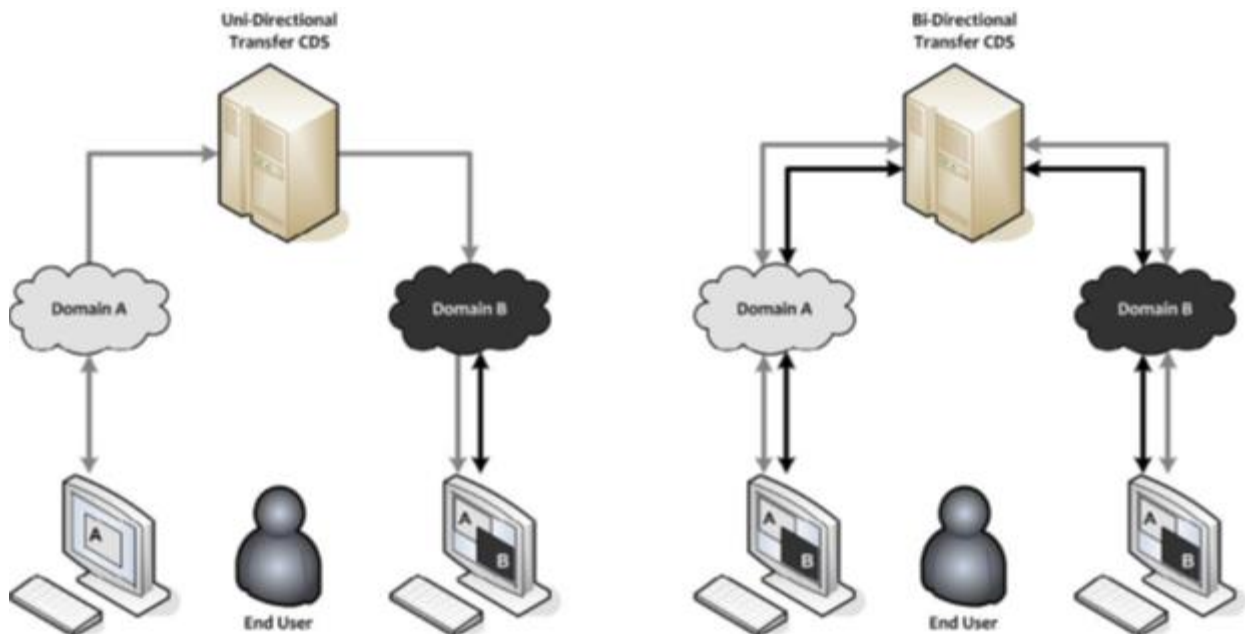 Uni-Directional
Transfer CDS
Domain A
Domain B
A
A
B
End User
Bi-Directional
Transfer CDS
Domain A
Domain B
A
B
A
B
End User